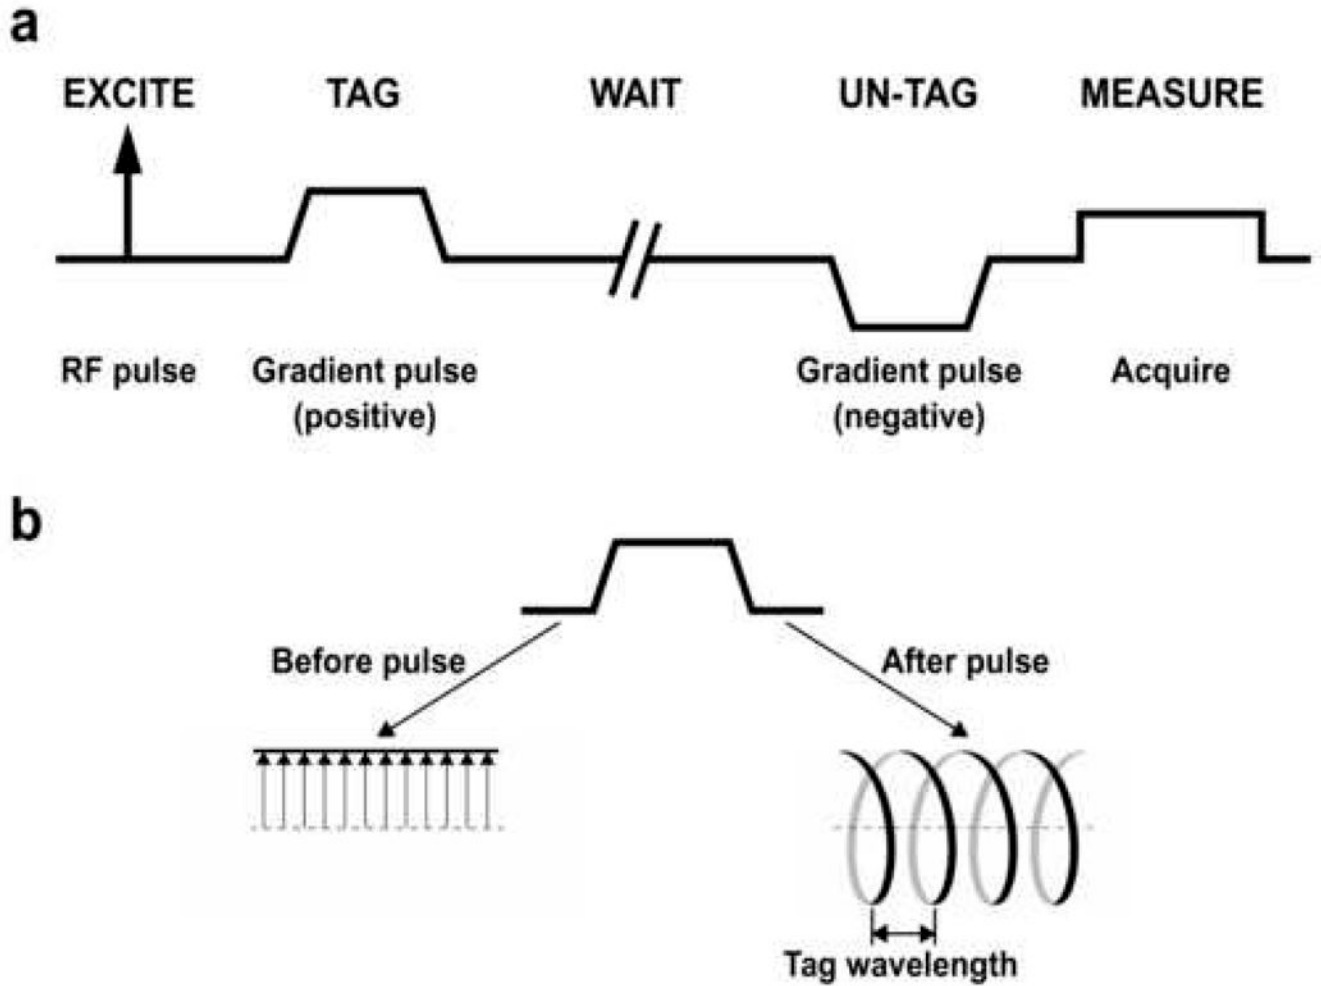 a
EXCITE TAG WAIT UN-TAG MEASURE
RF pulse Gradient pulse Gradient pulse Acquire
(positive) (negative)
b
Before pulse After pulse
Tag wavelength